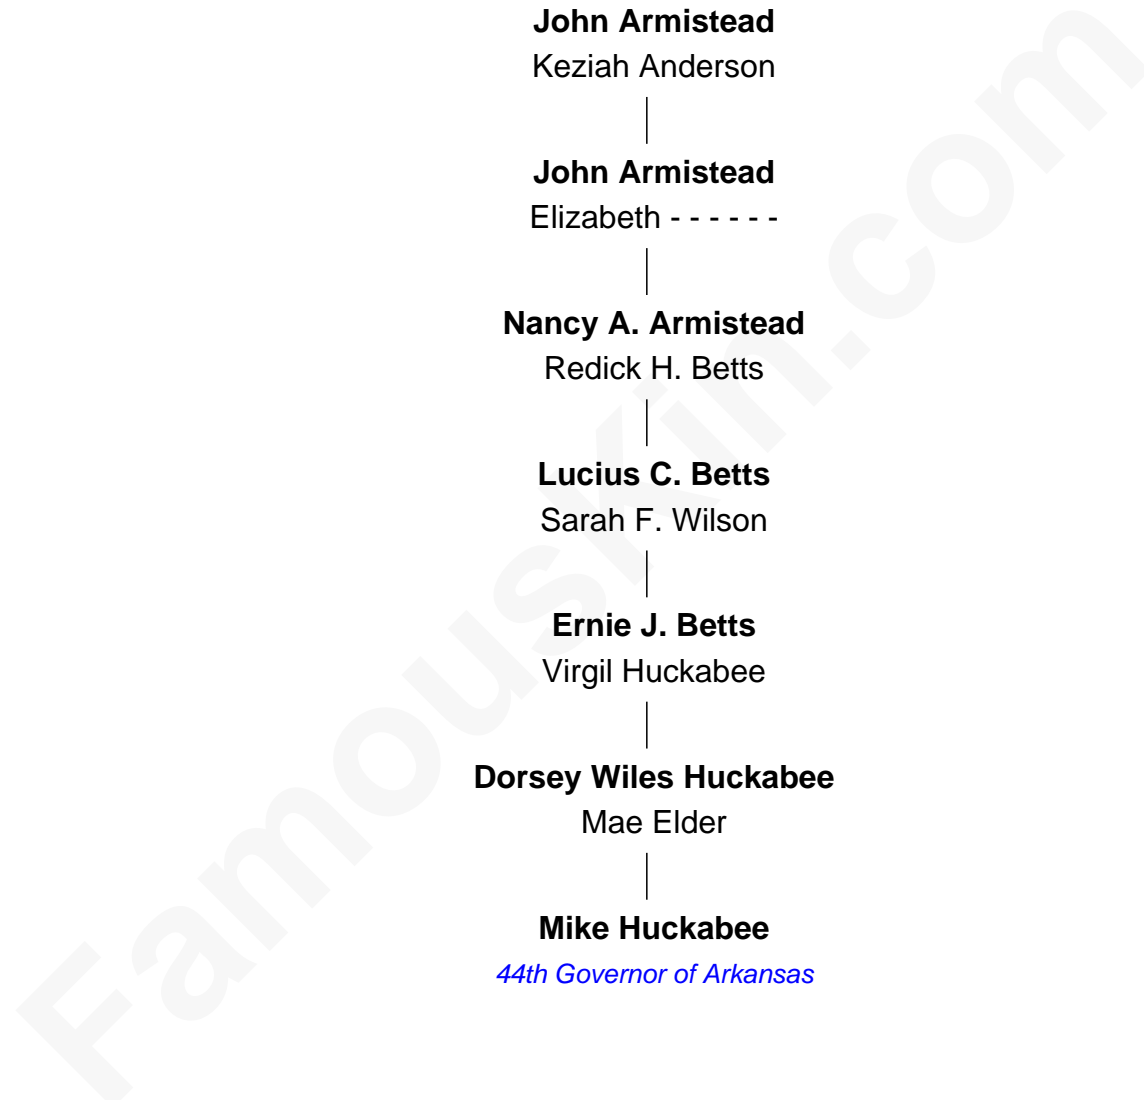 John Armistead
Keziah Anderson
John Armistead
Elizabeth - - - - - -
Nancy A. Armistead
Redick H. Betts
Lucius C. Betts
Sarah F. Wilson
Ernie J. Betts
Virgil Huckabee
Dorsey Wiles Huckabee
Mae Elder
Mike Huckabee
44th Governor of Arkansas
FamousKin.com